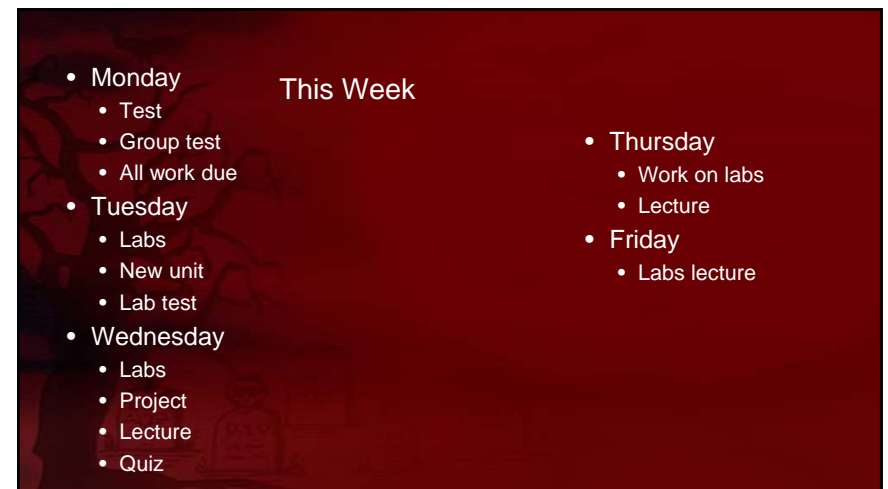 This Week
• Monday
• Test
• Group test
• All work due
• Tuesday
• Labs
• New unit
• Lab test
• Wednesday
• Labs
• Project
• Lecture
• Quiz
• Thursday
• Work on labs
• Lecture
• Friday
• Labs lecture